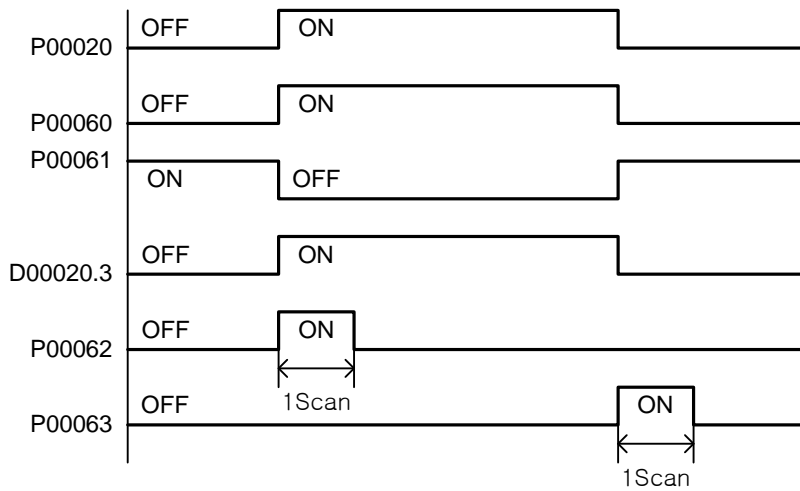 P00020 OFF ON
P00060 OFF ON
P00061 ON OFF
D00020.3 OFF ON
P00062 OFF ON
1Scan
P00063 OFF ON
1Scan